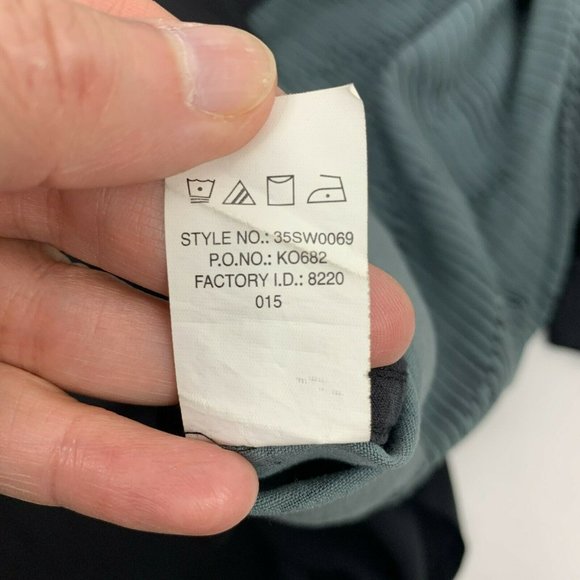 STYLE NO.: 35SW0069
P.O.NO.: KO682
FACTORY I.D.: 8220
015